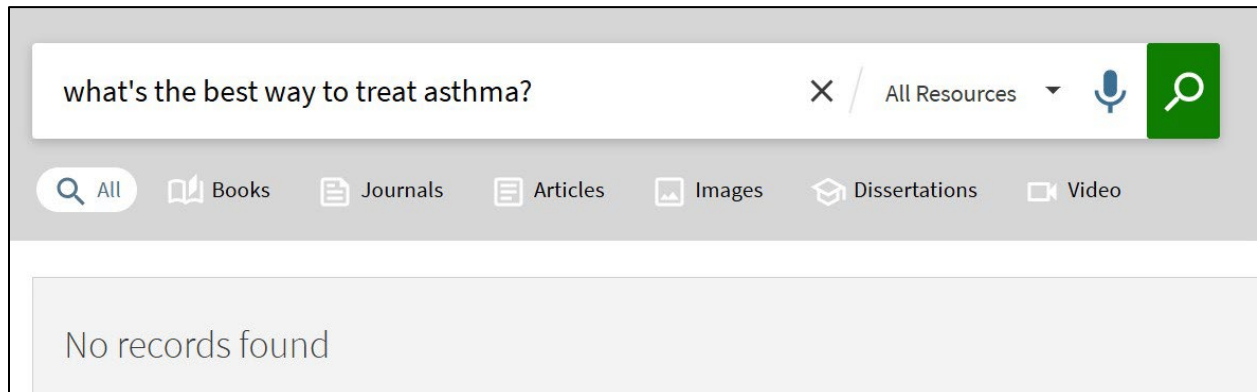 what's the best way to treat asthma? All Resources
All Books Journals Articles Images Dissertations Video
No records found